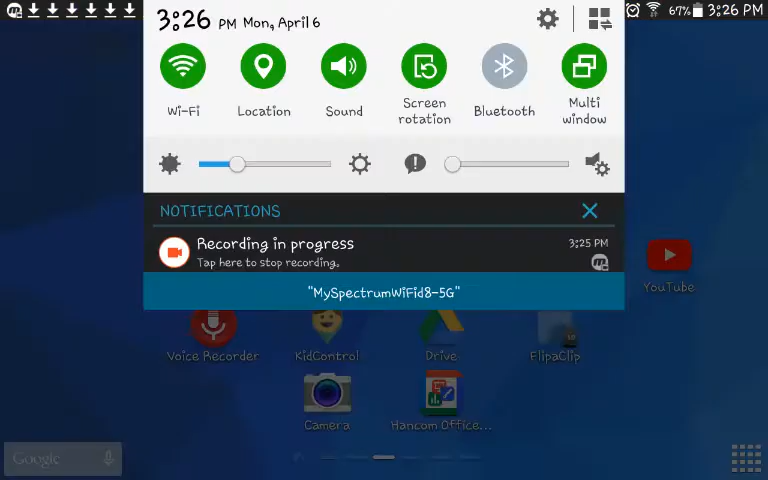 67% 3:26 PM
3:26 PM Mon, April 6
Wi-Fi
Location
Sound
Screen
rotation
Bluetooth
Multi
window
NOTIFICATIONS
Recording in progress
3:25 PM
Tap here to stop recording.
"MySpectrumWiFid8-5G"
YouTube
Voice Recorder
KidControl
Drive
FlipaClip
Camera
Hancom Office...
Google